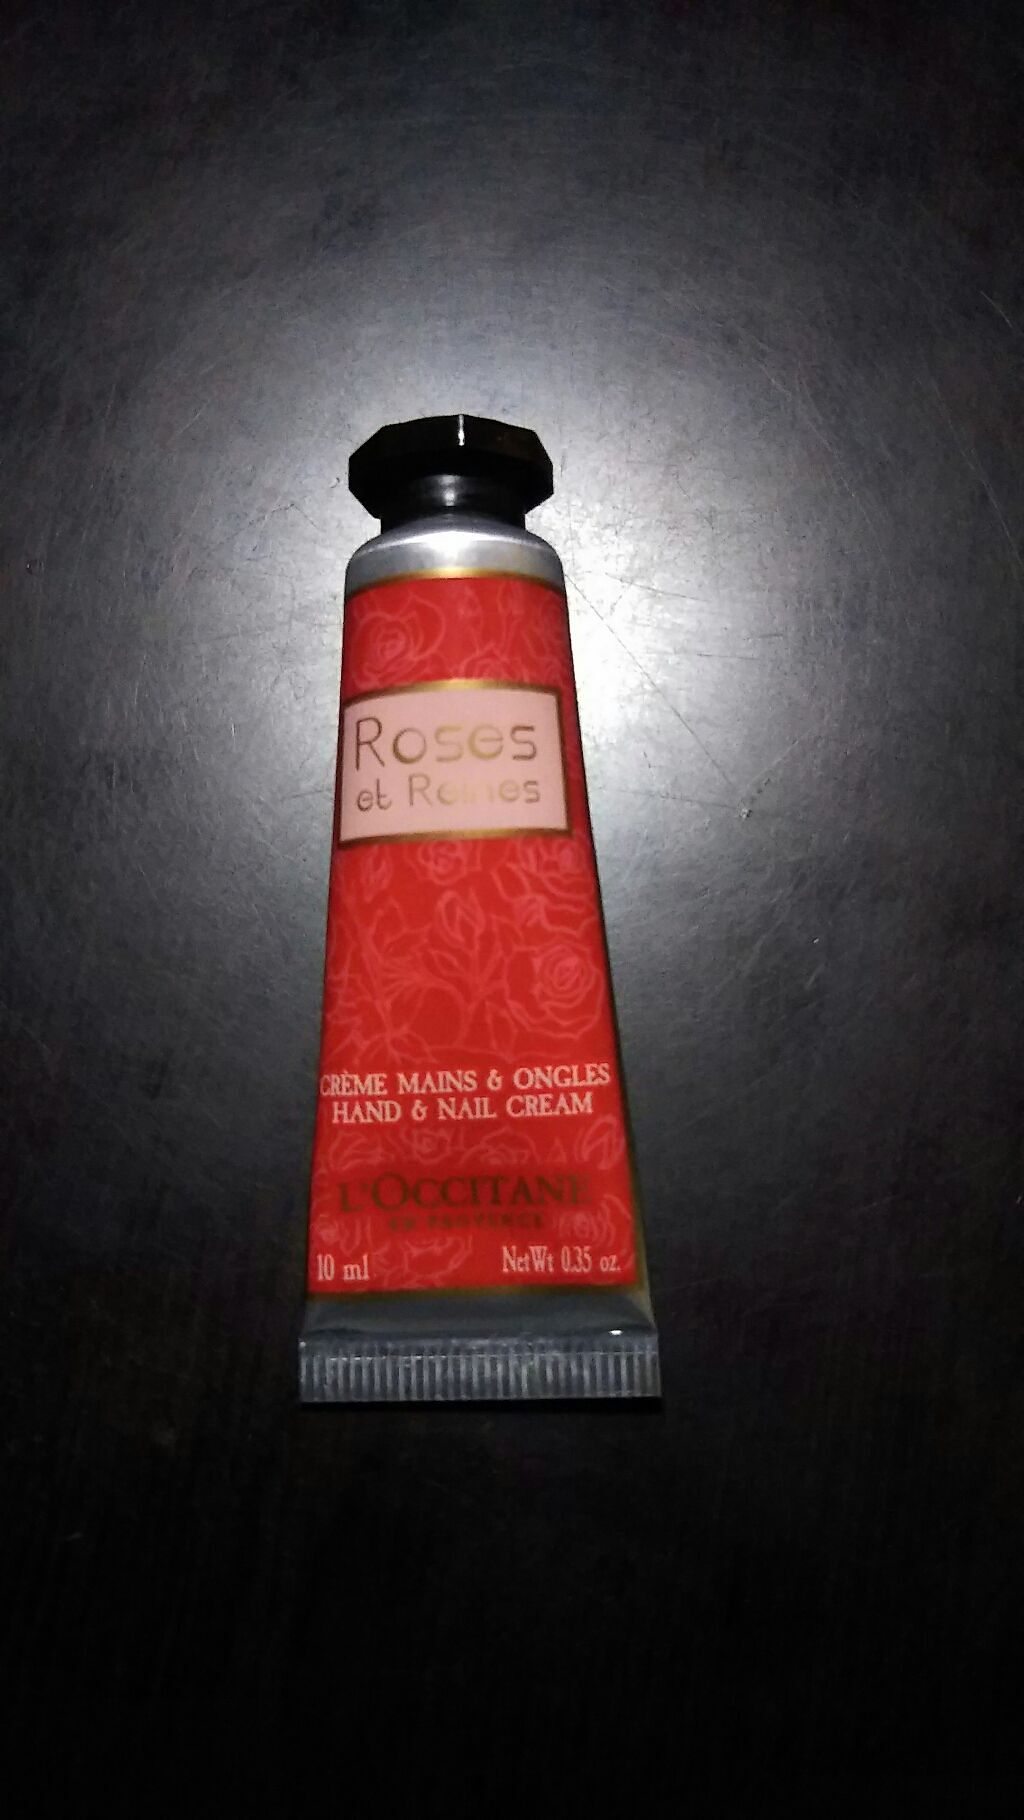 Roses
et Reines
CRÈME MAINS & ONGLES
HAND & NAIL CREAM
L'OCCITANE
EN PROVENCE
10 ml NetWt 0.35 oz.